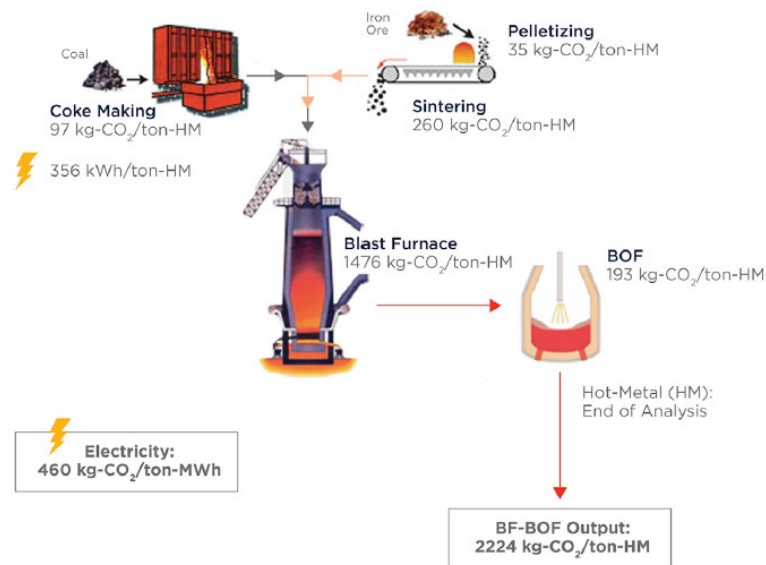 Iron
Ore
Pelletizing
35 kg-CO₂/ton-HM
Coal
Coke Making
97 kg-CO₂/ton-HM
Sintering
260 kg-CO₂/ton-HM
356 kWh/ton-HM
Blast Furnace
1476 kg-CO₂/ton-HM
BOF
193 kg-CO₂/ton-HM
Hot-Metal (HM):
End of Analysis
Electricity:
460 kg-CO₂/ton-MWh
BF-BOF Output:
2224 kg-CO₂/ton-HM